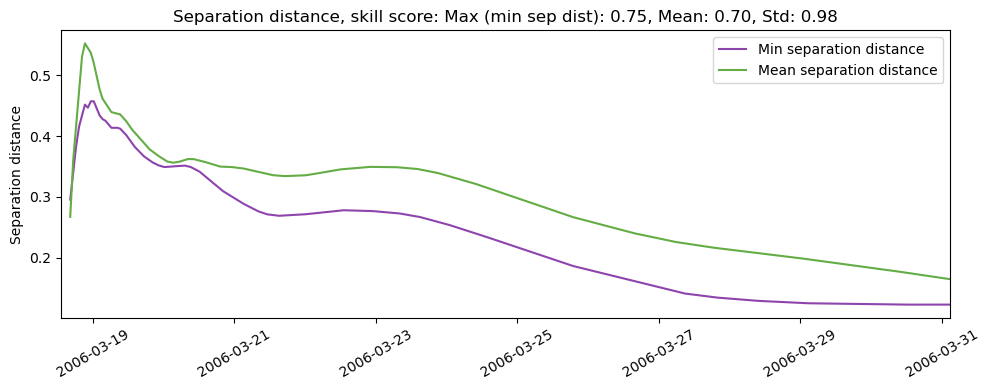 Separation distance, skill score: Max (min sep dist): 0.75, Mean: 0.70, Std: 0.98
Min separation distance
Mean separation distance
Separation distance
0.5
0.4
0.3
0.2
2006-03-19
2006-03-21
2006-03-23
2006-03-25
2006-03-27
2006-03-29
2006-03-31